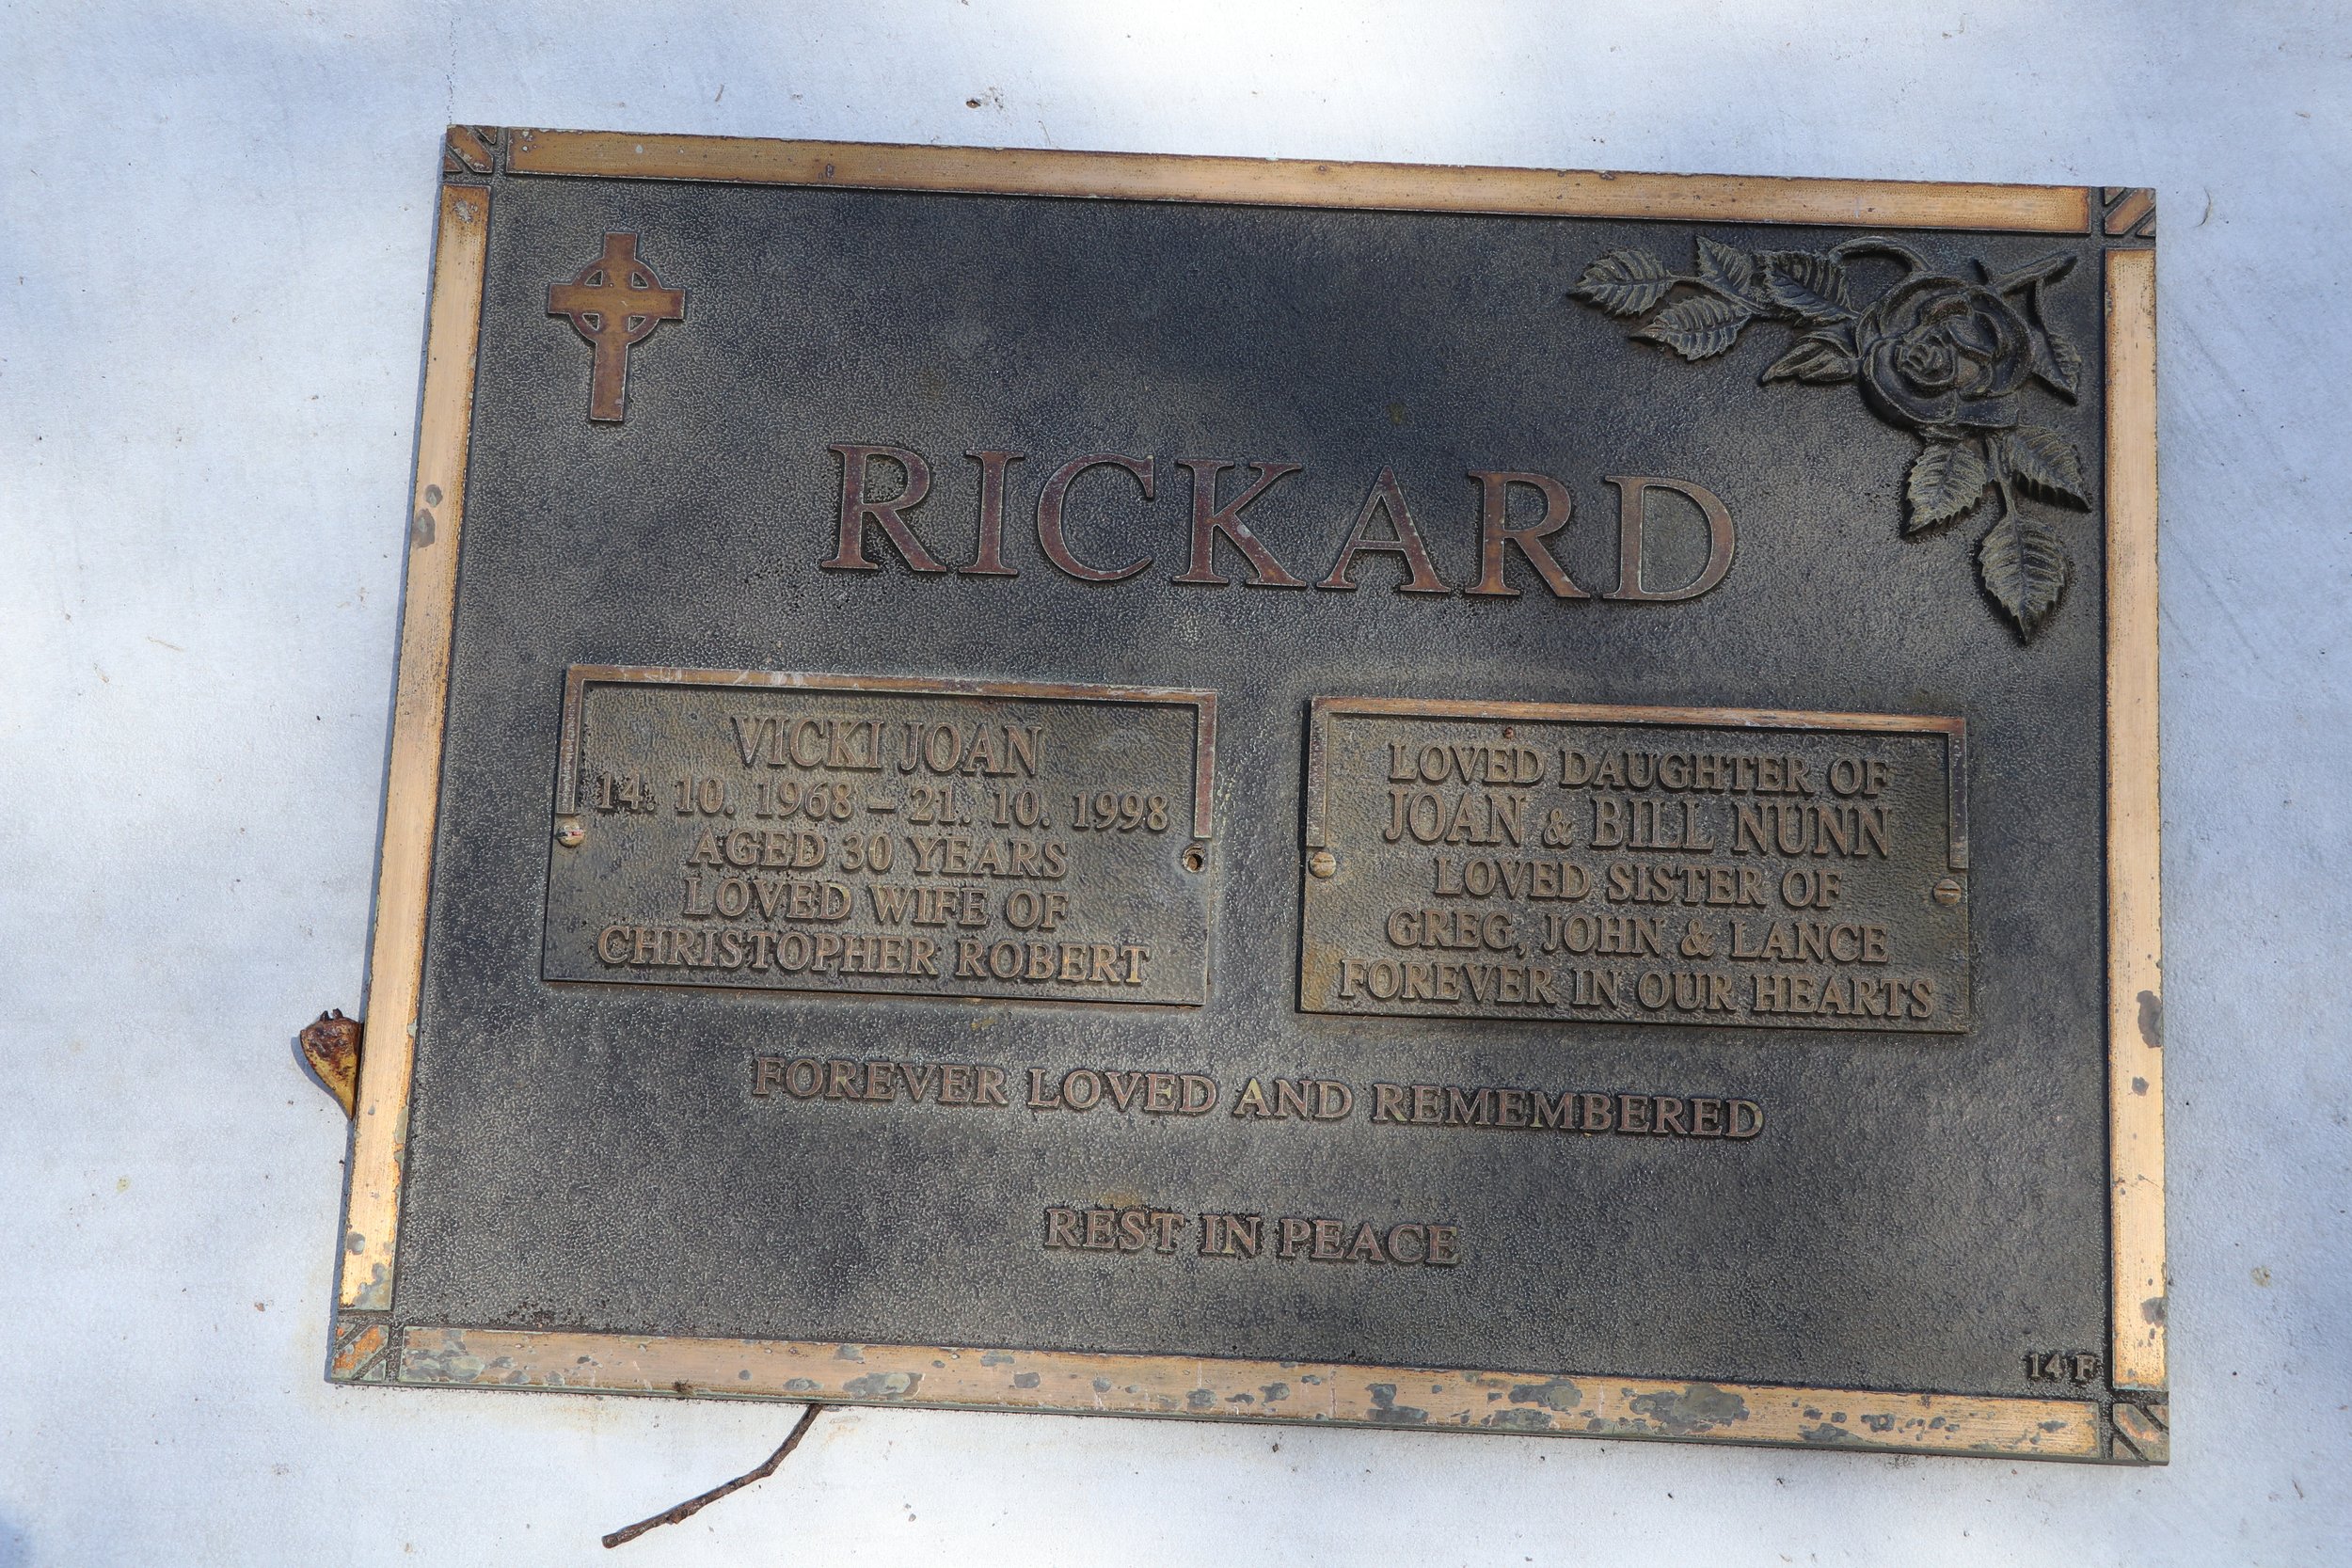 RICKARD
VICKI JOAN
14. 10. 1968 – 21. 10. 1998
AGED 30 YEARS
LOVED WIFE OF
CHRISTOPHER ROBERT
LOVED DAUGHTER OF
JOAN & BILL NUNN
LOVED SISTER OF
GREG, JOHN & LANCE
FOREVER IN OUR HEARTS
FOREVER LOVED AND REMEMBERED
REST IN PEACE
14 F